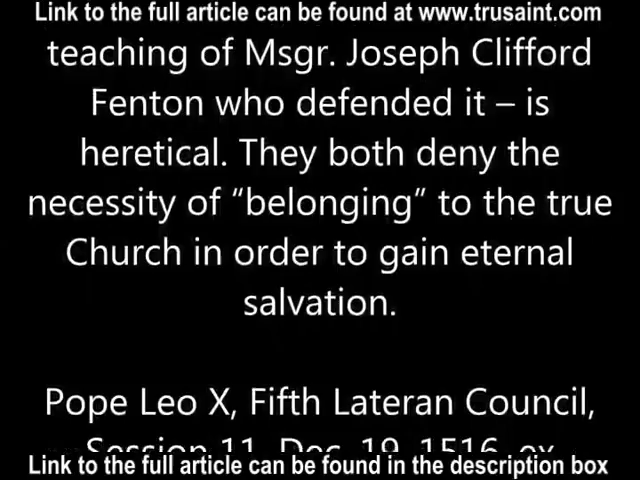 Link to the full article can be found at www.trusaint.com
teaching of Msgr. Joseph Clifford
Fenton who defended it – is
heretical. They both deny the
necessity of “belonging” to the true
Church in order to gain eternal
salvation.
Pope Leo X, Fifth Lateran Council,
Session 11, Dec. 19, 1516, ex
Link to the full article can be found in the description box